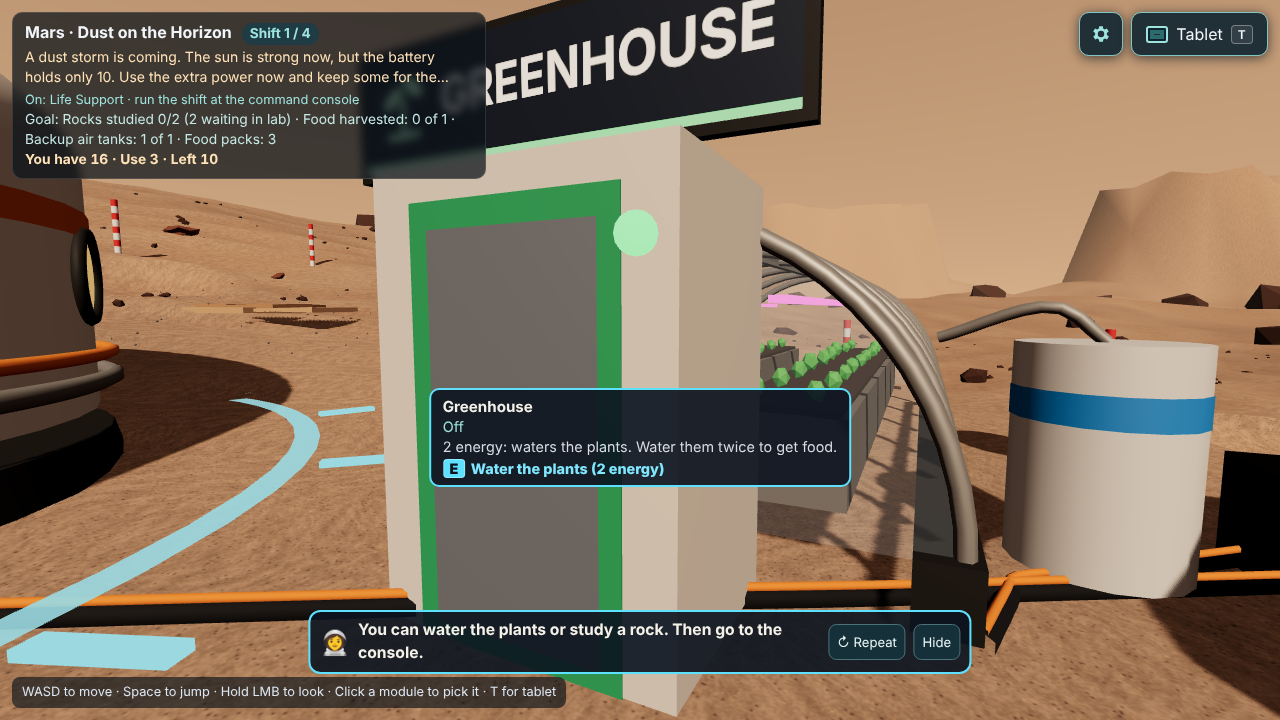 Mars · Dust on the Horizon Shift 1 / 4
A dust storm is coming. The sun is strong now, but the battery
holds only 10. Use the extra power now and keep some for the...
On: Life Support · run the shift at the command console
Goal: Rocks studied 0/2 (2 waiting in lab) · Food harvested: 0 of 1 ·
Backup air tanks: 1 of 1 · Food packs: 3
You have 16 · Use 3 · Left 10
Tablet T
GREENHOUSE
Greenhouse
Off
2 energy: waters the plants. Water them twice to get food.
E Water the plants (2 energy)
You can water the plants or study a rock. Then go to the
console.
↻ Repeat
Hide
WASD to move · Space to jump · Hold LMB to look · Click a module to pick it · T for tablet